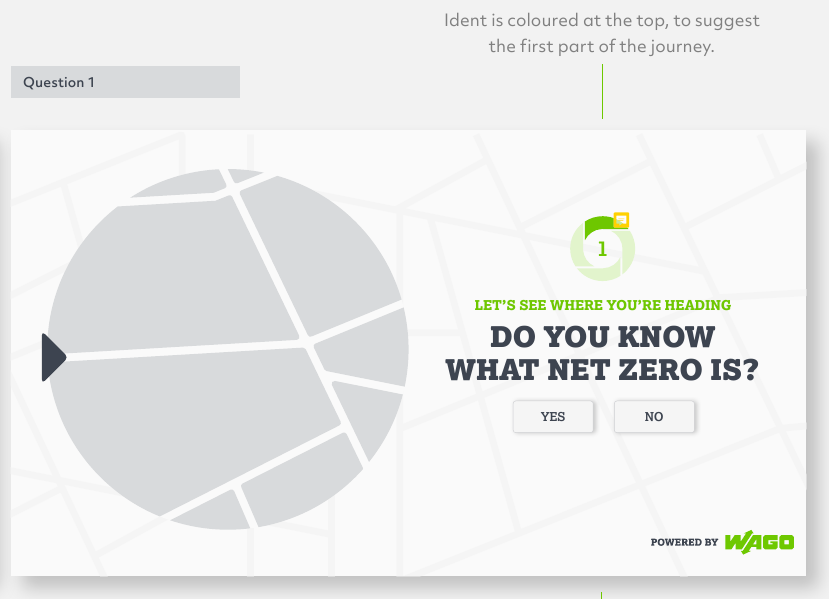 Ident is coloured at the top, to suggest
the first part of the journey.
Question 1
1
LET'S SEE WHERE YOU'RE HEADING
DO YOU KNOW
WHAT NET ZERO IS?
YES
NO
POWERED BY WAGO